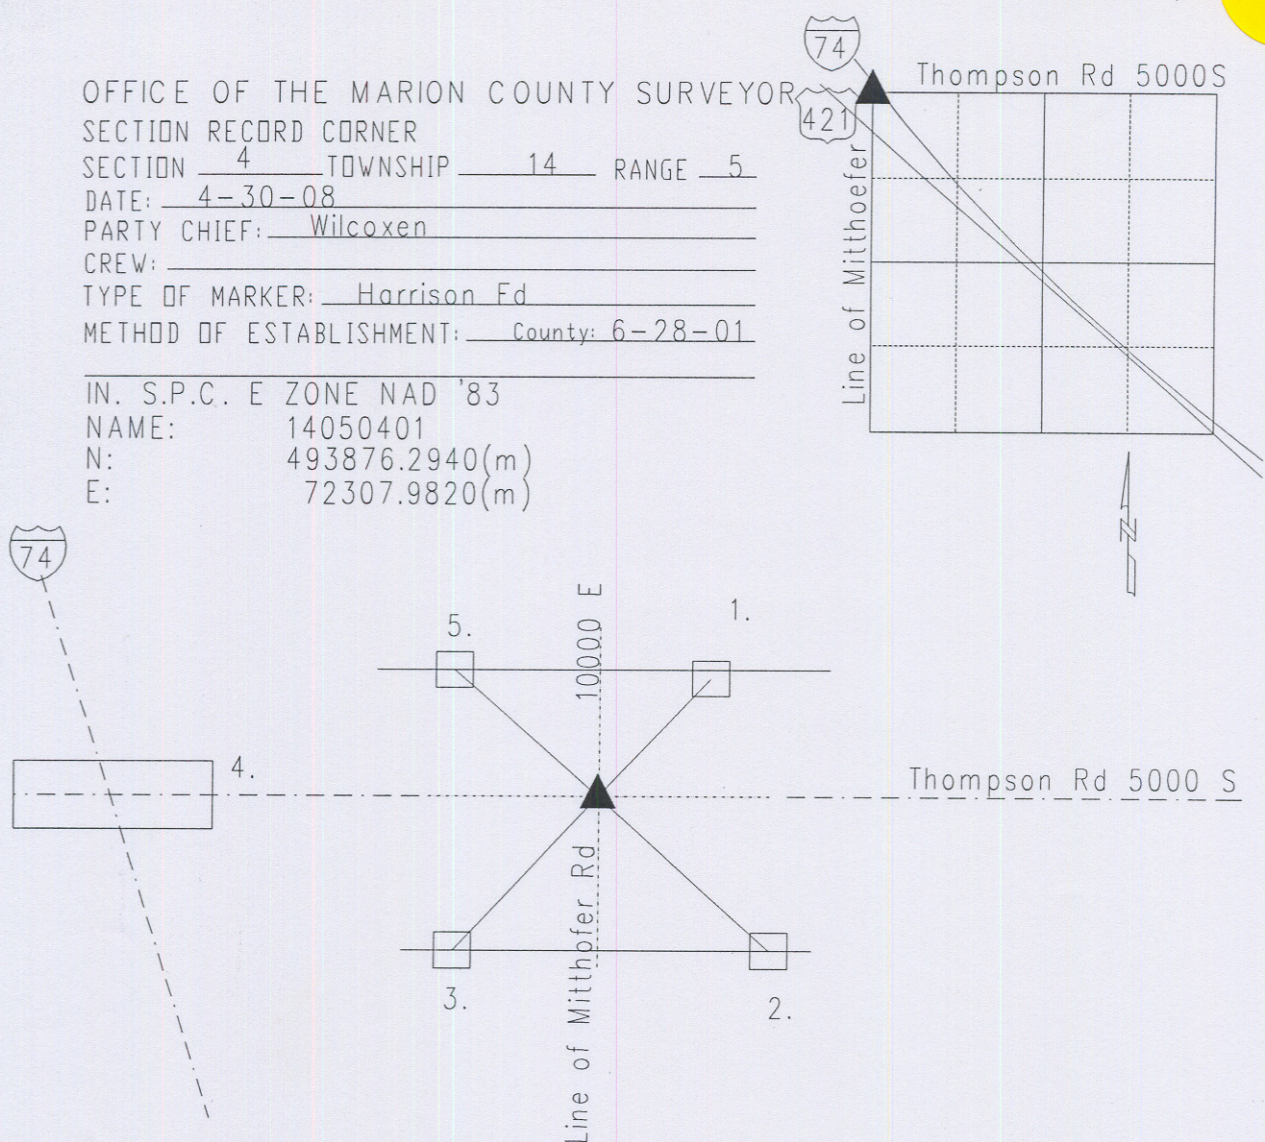 74
Thompson Rd 5000S
OFFICE OF THE MARION COUNTY SURVEYOR
421
SECTION RECORD CORNER
SECTION 4 TOWNSHIP 14 RANGE 5
DATE: 4-30-08
PARTY CHIEF: Wilcoxen
CREW:
TYPE OF MARKER: Harrison Fd
METHOD OF ESTABLISHMENT: County: 6-28-01
Line of Mitthoefer
IN. S.P.C. E ZONE NAD '83
NAME: 14050401
N: 493876.2940(m)
E: 72307.9820(m)
N
74
10000 E
5.
1.
4.
Thompson Rd 5000 S
Line of Mitthofer Rd
3.
2.